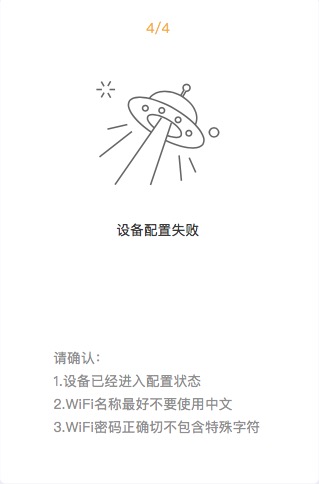 4/4
设备配置失败
请确认：
1.设备已经进入配置状态
2.WiFi名称最好不要使用中文
3.WiFi密码正确切不包含特殊字符